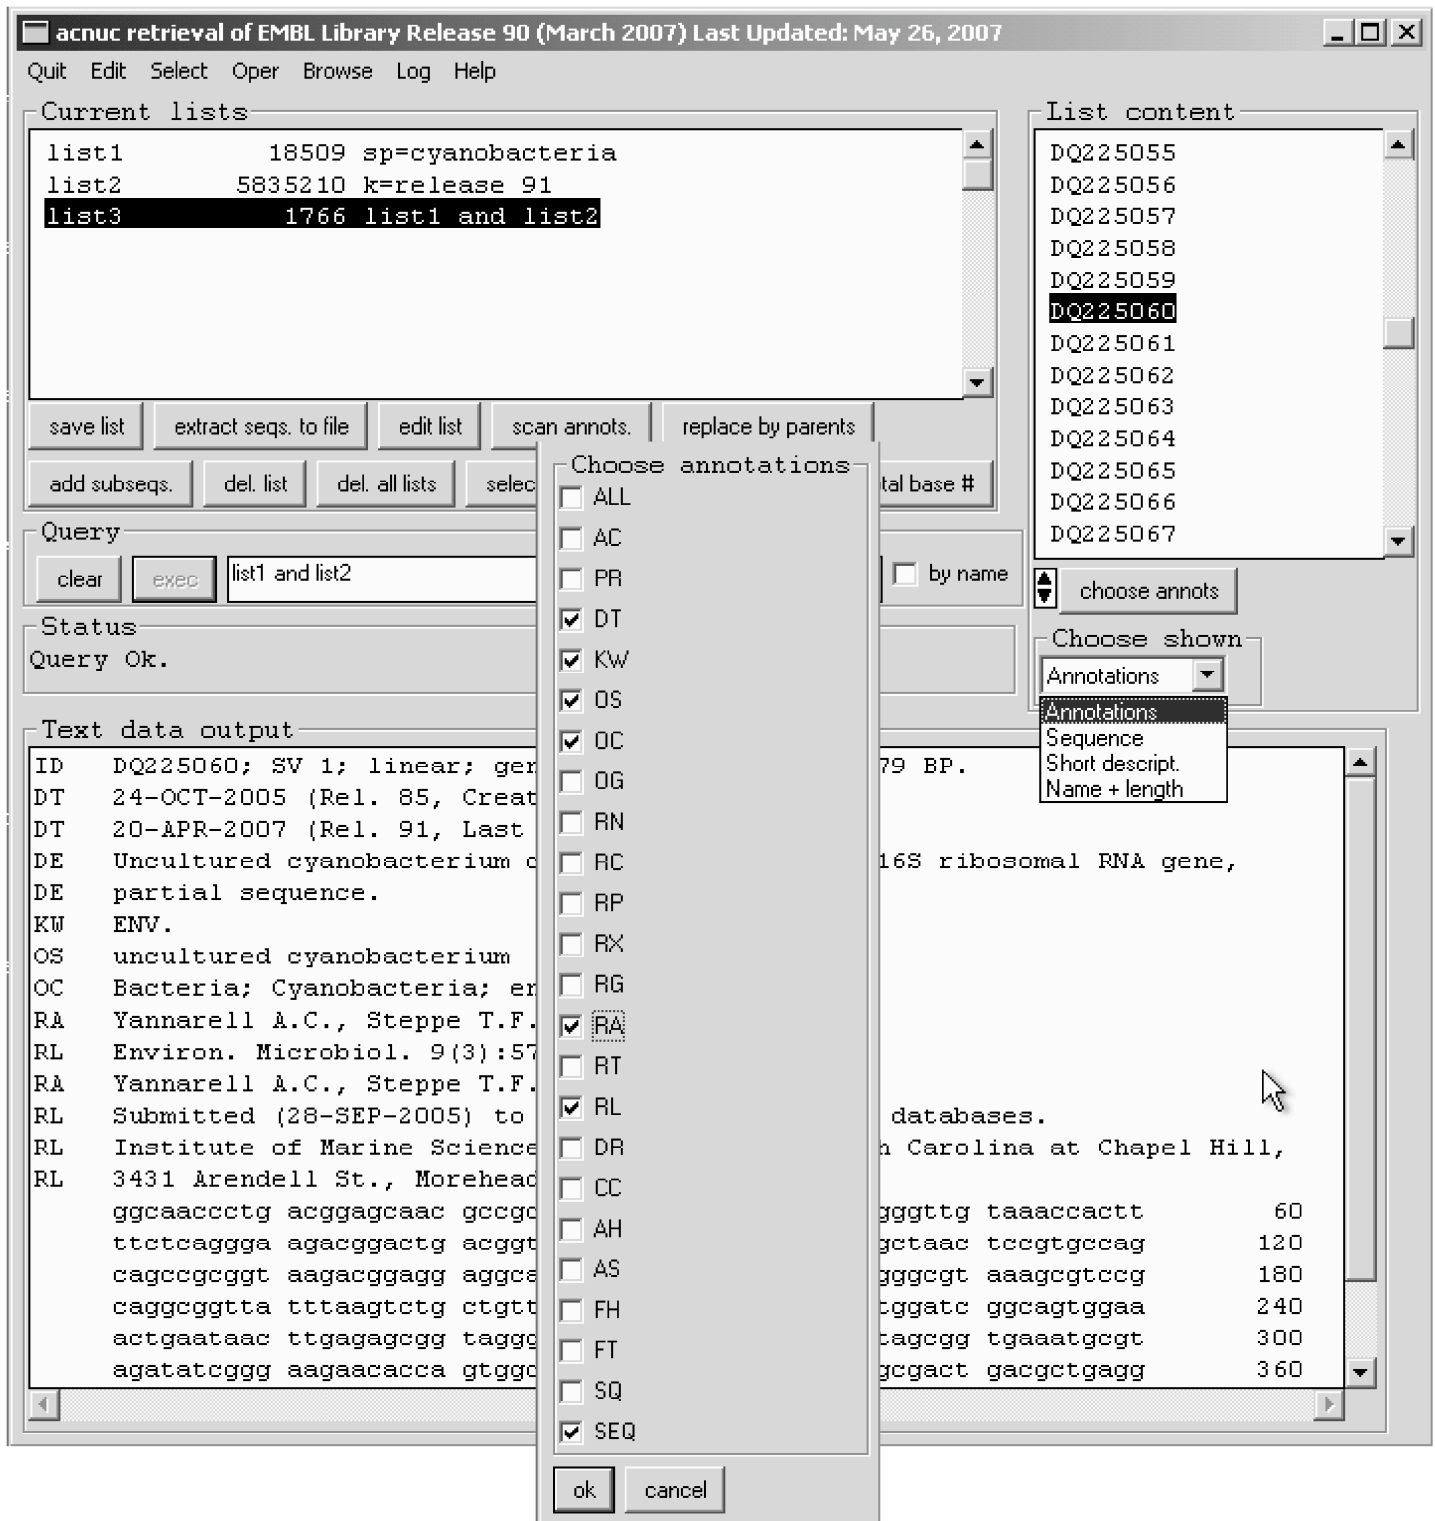 acnuc retrieval of EMBL Library Release 90 (March 2007) Last Updated: May 26, 2007
Quit Edit Select Oper Browse Log Help
Current lists
list1 18509 sp=cyanobacteria
list2 5835210 k=release 91
list3 1766 list1 and list2
save list extract seqs. to file edit list scan annots. replace by parents
add subseqs. del. list del. all lists selec tal base #
Query
clear exec list1 and list2 by name
Status
Query Ok.
List content
DQ225055
DQ225056
DQ225057
DQ225058
DQ225059
DQ225060
DQ225061
DQ225062
DQ225063
DQ225064
DQ225065
DQ225066
DQ225067
choose annots
Choose shown
Annotations
Annotations
Sequence
Short descript.
Name + length
Choose annotations
ALL
AC
PR
DT
KW
OS
OC
OG
RN
RC
RP
RX
RG
RA
RT
RL
DR
CC
AH
AS
FH
FT
SQ
SEQ
ok cancel
Text data output
ID DQ225060; SV 1; linear; ger 79 BP.
DT 24-OCT-2005 (Rel. 85, Creat
DT 20-APR-2007 (Rel. 91, Last
DE Uncultured cyanobacterium 16S ribosomal RNA gene,
DE partial sequence.
KW ENV.
OS uncultured cyanobacterium
OC Bacteria; Cyanobacteria;
RA Yannarell A.C., Steppe T.F.
RL Environ. Microbiol. 9(3):57
RA Yannarell A.C., Steppe T.F.
RL Submitted (28-SEP-2005) to databases.
RL Institute of Marine Science h Carolina at Chapel Hill,
RL 3431 Arendell St., Morehead
ggcaaccctg acggagcaac gccgc gggttg taaaccactt 60
ttctcaggga agacggactg acggt gctaac tccgtgccag 120
cagccgcggt aagacggagg aggca gggcgt aaagcgtccg 180
caggcggtta tttaagtctg ctgtt tggatc ggcagtggaa 240
actgaataac ttgagagcgg taggg tagcgg tgaaatgcgt 300
agatatcggg aagaacacca gtggc gcgact gacgctgagg 360